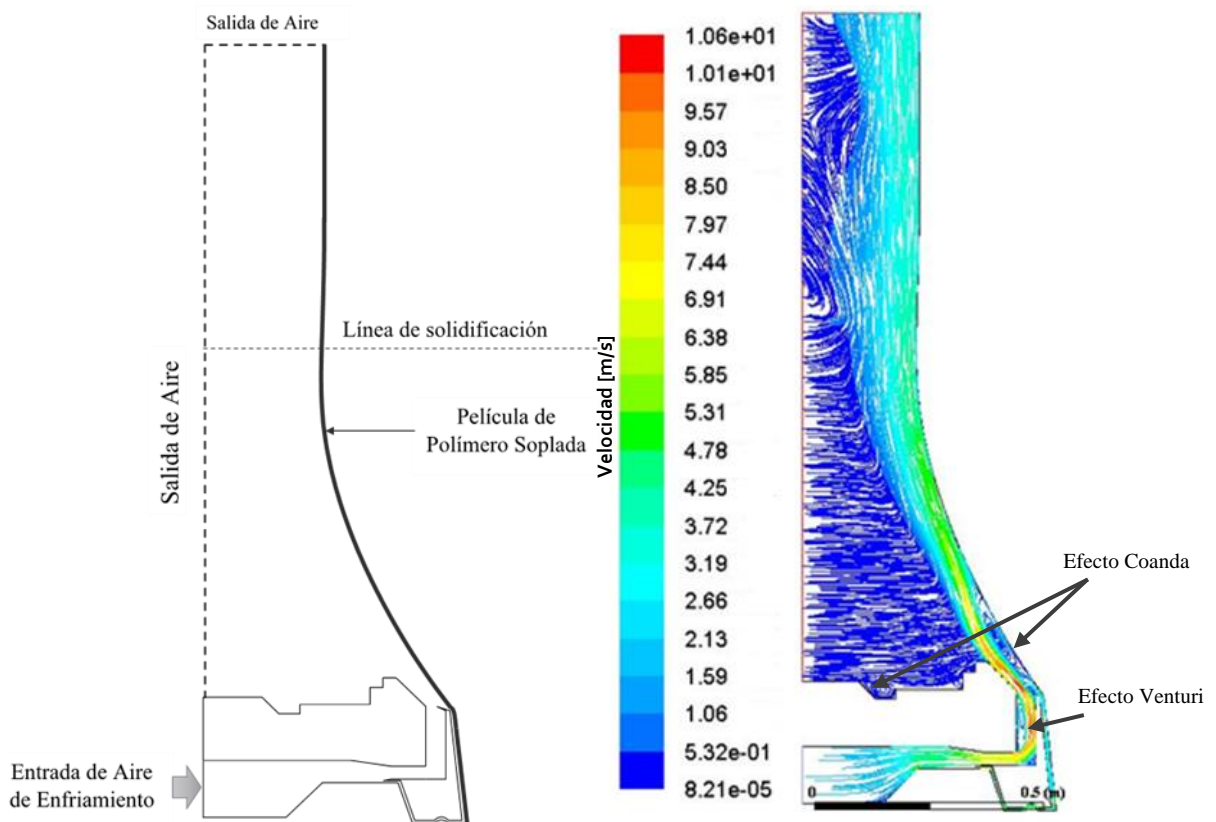 Salida de Aire
Salida de Aire
Línea de solidificación
Película de
Polímero Soplada
Entrada de Aire
de Enfriamiento
Velocidad [m/s]
1.06e+01
1.01e+01
9.57
9.03
8.50
7.97
7.44
6.91
6.38
5.85
5.31
4.78
4.25
3.72
3.19
2.66
2.13
1.59
1.06
5.32e-01
8.21e-05
Efecto Coanda
Efecto Venturi
0
0.5 (m)